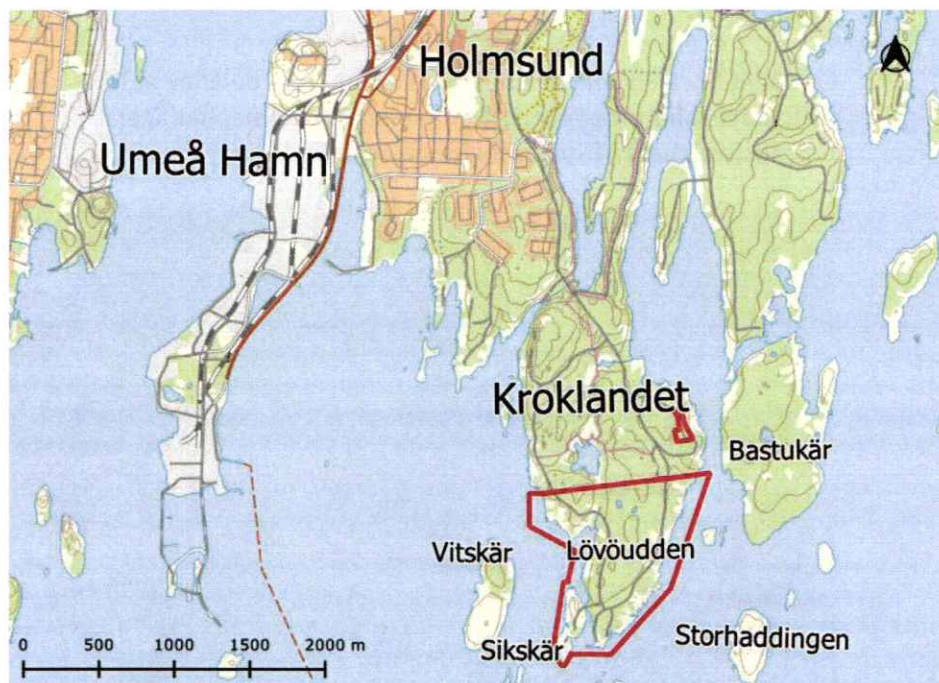 Holmsund
Umeå Hamn
Kroklandet
Bastukär
Vitskär
Lövöudden
Sikskär
Storhaddingen
0 500 1000 1500 2000 m